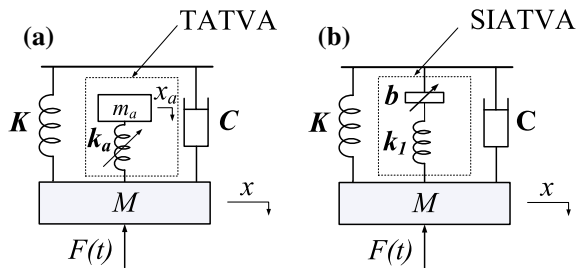 TATVA
SIATVA
(a)
(b)
K
m_a
x_a
k_a
C
K
b
k_1
C
M
x
M
x
F(t)
F(t)